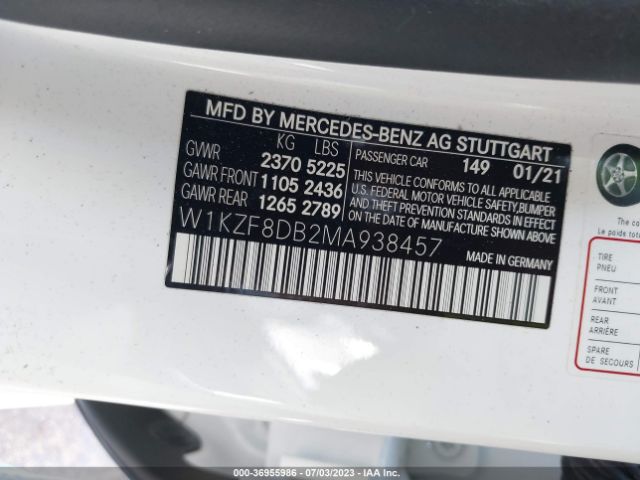 MFD BY MERCEDES-BENZ AG STUTTGART
KG LBS
GVWR 2370 5225
GAWR FRONT 1105 2436
GAWR REAR 1265 2789
PASSENGER CAR 149 01/21
THIS VEHICLE CONFORMS TO ALL APPLICABLE
U.S. FEDERAL MOTOR VEHICLE SAFETY, BUMPER
AND THEFT PREVENTION STANDARDS IN EFFECT ON
THE DATE OF MANUFACTURE SHOWN ABOVE.
W1KZF8DB2MA938457
MADE IN GERMANY
Le poids tot
TIRE
PNEU
FRONT
AVANT
REAR
ARRIÈRE
SPARE
DE SECOURS
©- 36955986 - 07/03/2023 - IAA Inc.